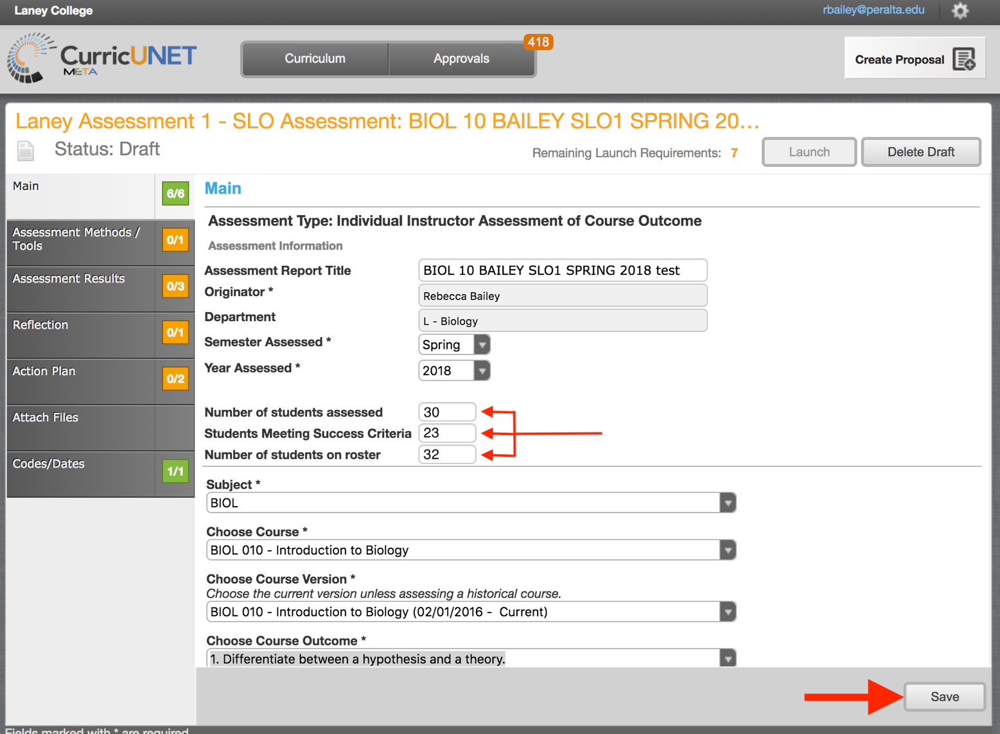 Laney College
rbailey@peralta.edu
CurricUNET
META
Curriculum
Approvals
418
Create Proposal
Laney Assessment 1 - SLO Assessment: BIOL 10 BAILEY SLO1 SPRING 20...
Status: Draft
Remaining Launch Requirements: 7
Launch
Delete Draft
Main
6/6
Assessment Methods /
Tools
0/1
Assessment Results
0/3
Reflection
0/1
Action Plan
0/2
Attach Files
Codes/Dates
1/1
Main
Assessment Type: Individual Instructor Assessment of Course Outcome
Assessment Information
Assessment Report Title
BIOL 10 BAILEY SLO1 SPRING 2018 test
Originator *
Rebecca Bailey
Department
L - Biology
Semester Assessed *
Spring
Year Assessed *
2018
Number of students assessed
30
Students Meeting Success Criteria
23
Number of students on roster
32
Subject *
BIOL
Choose Course *
BIOL 010 - Introduction to Biology
Choose Course Version *
Choose the current version unless assessing a historical course.
BIOL 010 - Introduction to Biology (02/01/2016 - Current)
Choose Course Outcome *
1. Differentiate between a hypothesis and a theory.
Save
Fields marked with * are required